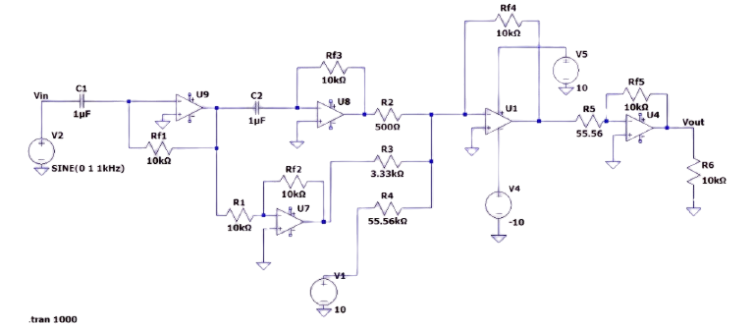 Rf4
10kΩ
V5
10
Rf3
10kΩ
Vin
C1
1µF
U9
C2
1µF
U8
R2
500Ω
U1
R5
55.56
Rf5
10kΩ
U4
Vout
V2
SINE(0 1 1kHz)
Rf1
10kΩ
R3
3.33kΩ
Rf2
10kΩ
R1
10kΩ
U7
R4
55.56kΩ
V4
-10
R6
10kΩ
V1
10
.tran 1000